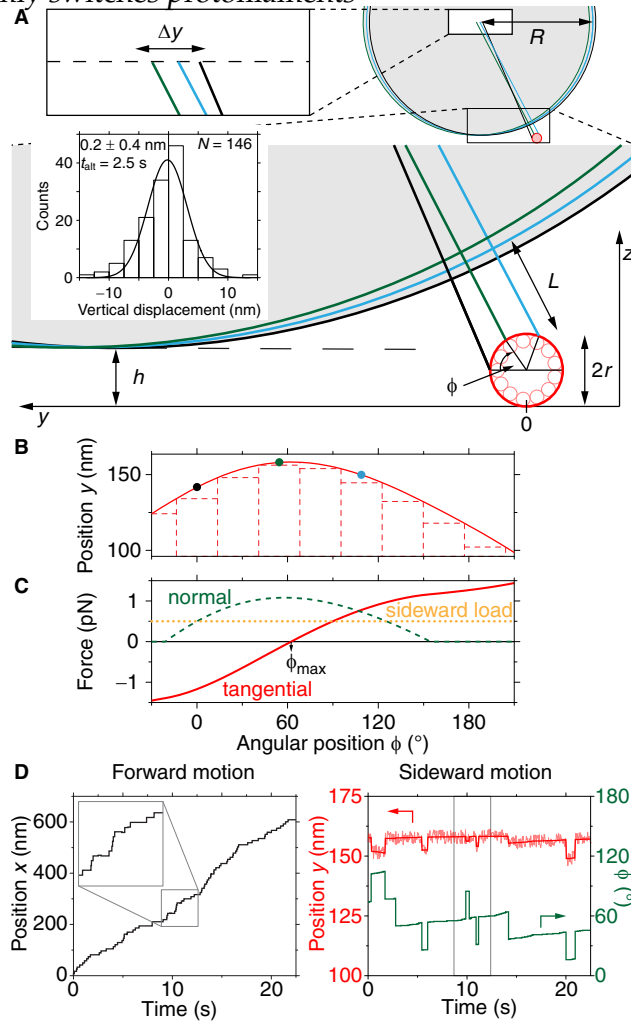 A
Δy
R
0.2 ± 0.4 nm
N = 146
t_alt = 2.5 s
40
20
0
Counts
−10
0
10
Vertical displacement (nm)
L
z
h
ϕ
2r
y
0
B
Position y (nm)
150
100
C
Force (pN)
1
0
−1
normal
sideward load
ϕmax
tangential
0
60
120
180
Angular position ϕ (°)
D
Forward motion
Position x (nm)
600
400
200
0
0
10
20
Time (s)
Sideward motion
Position y (nm)
175
150
125
100
180
120
60
0
ϕ (°)
0
10
20
Time (s)